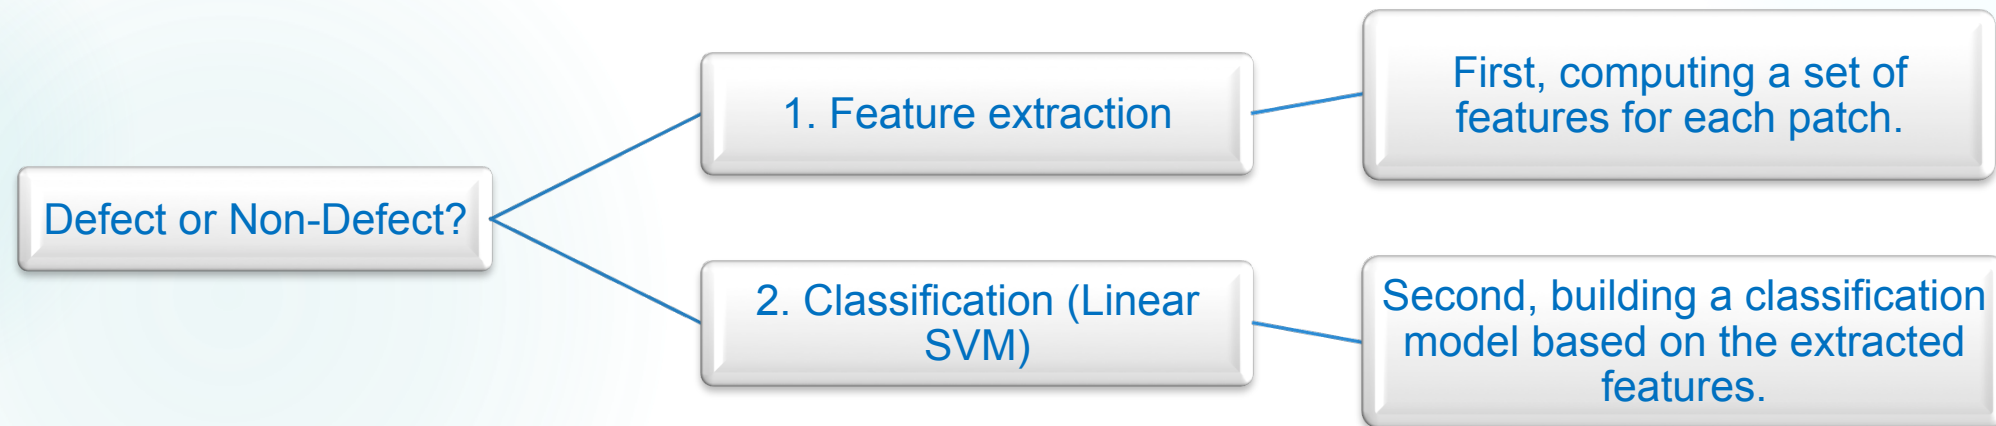 Defect or Non-Defect?
1. Feature extraction
First, computing a set of
features for each patch.
2. Classification (Linear
SVM)
Second, building a classification
model based on the extracted
features.